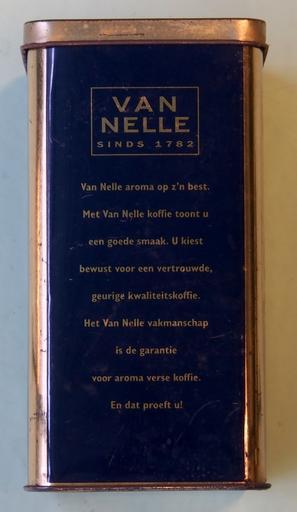 VAN
NELLE
SINDS 1782
Van Nelle aroma op z'n best.
Met Van Nelle koffie toont u
een goede smaak. U kiest
bewust voor een vertrouwde,
geurige kwaliteitskoffie.
Het Van Nelle vakmanschap
is de garantie
voor aroma verse koffie.
En dat proeft u!